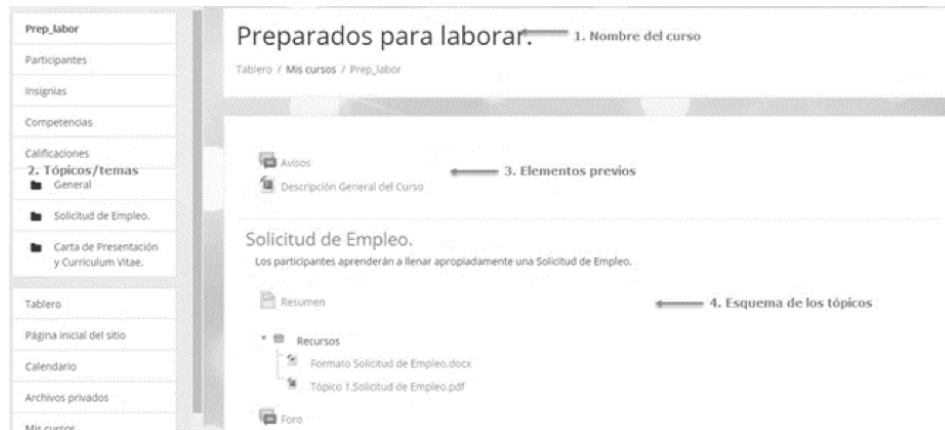 Prep_labor
Participantes
Insignias
Competencias
Calificaciones
2. Tópicos/temas
General
Solicitud de Empleo.
Carta de Presentación
y Curriculum Vitae.
Tablero
Página inicial del sitio
Calendario
Archivos privados
Mis cursos
Preparados para laborar.
1. Nombre del curso
Tablero / Mis cursos / Prep_labor
Avisos
3. Elementos previos
Descripción General del Curso
Solicitud de Empleo.
Los participantes aprenderán a llenar apropiadamente una Solicitud de Empleo.
Resumen
4. Esquema de los tópicos
Recursos
Formato Solicitud de Empleo.docx
Tópico 1.Solicitud de Empleo.pdf
Foro